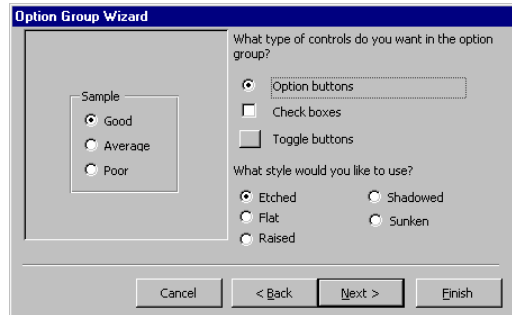 Option Group Wizard
What type of controls do you want in the option
group?
Option buttons
Check boxes
Toggle buttons
Sample
Good
Average
Poor
What style would you like to use?
Etched
Shadowed
Flat
Sunken
Raised
Cancel
< Back
Next >
Finish